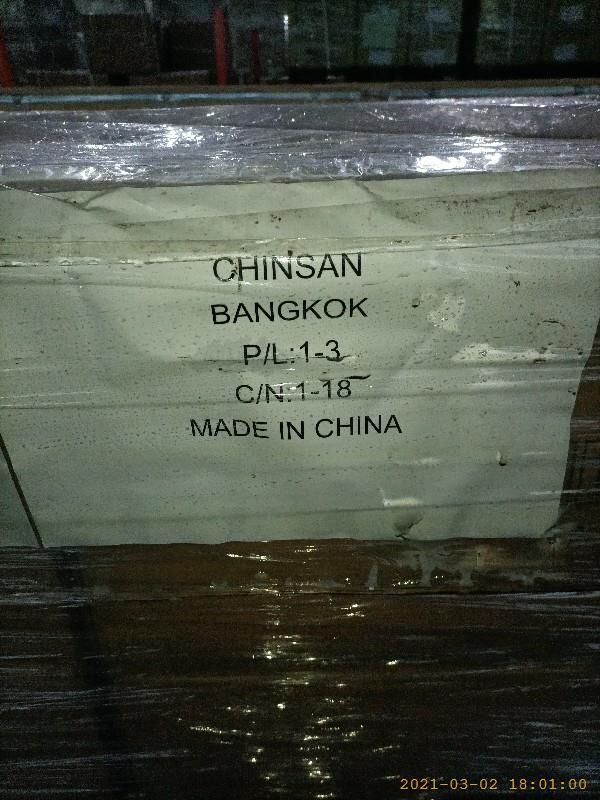 CHINSAN
BANGKOK
P/L:1-3
C/N:1-18
MADE IN CHINA
2021-03-02 18:01:00